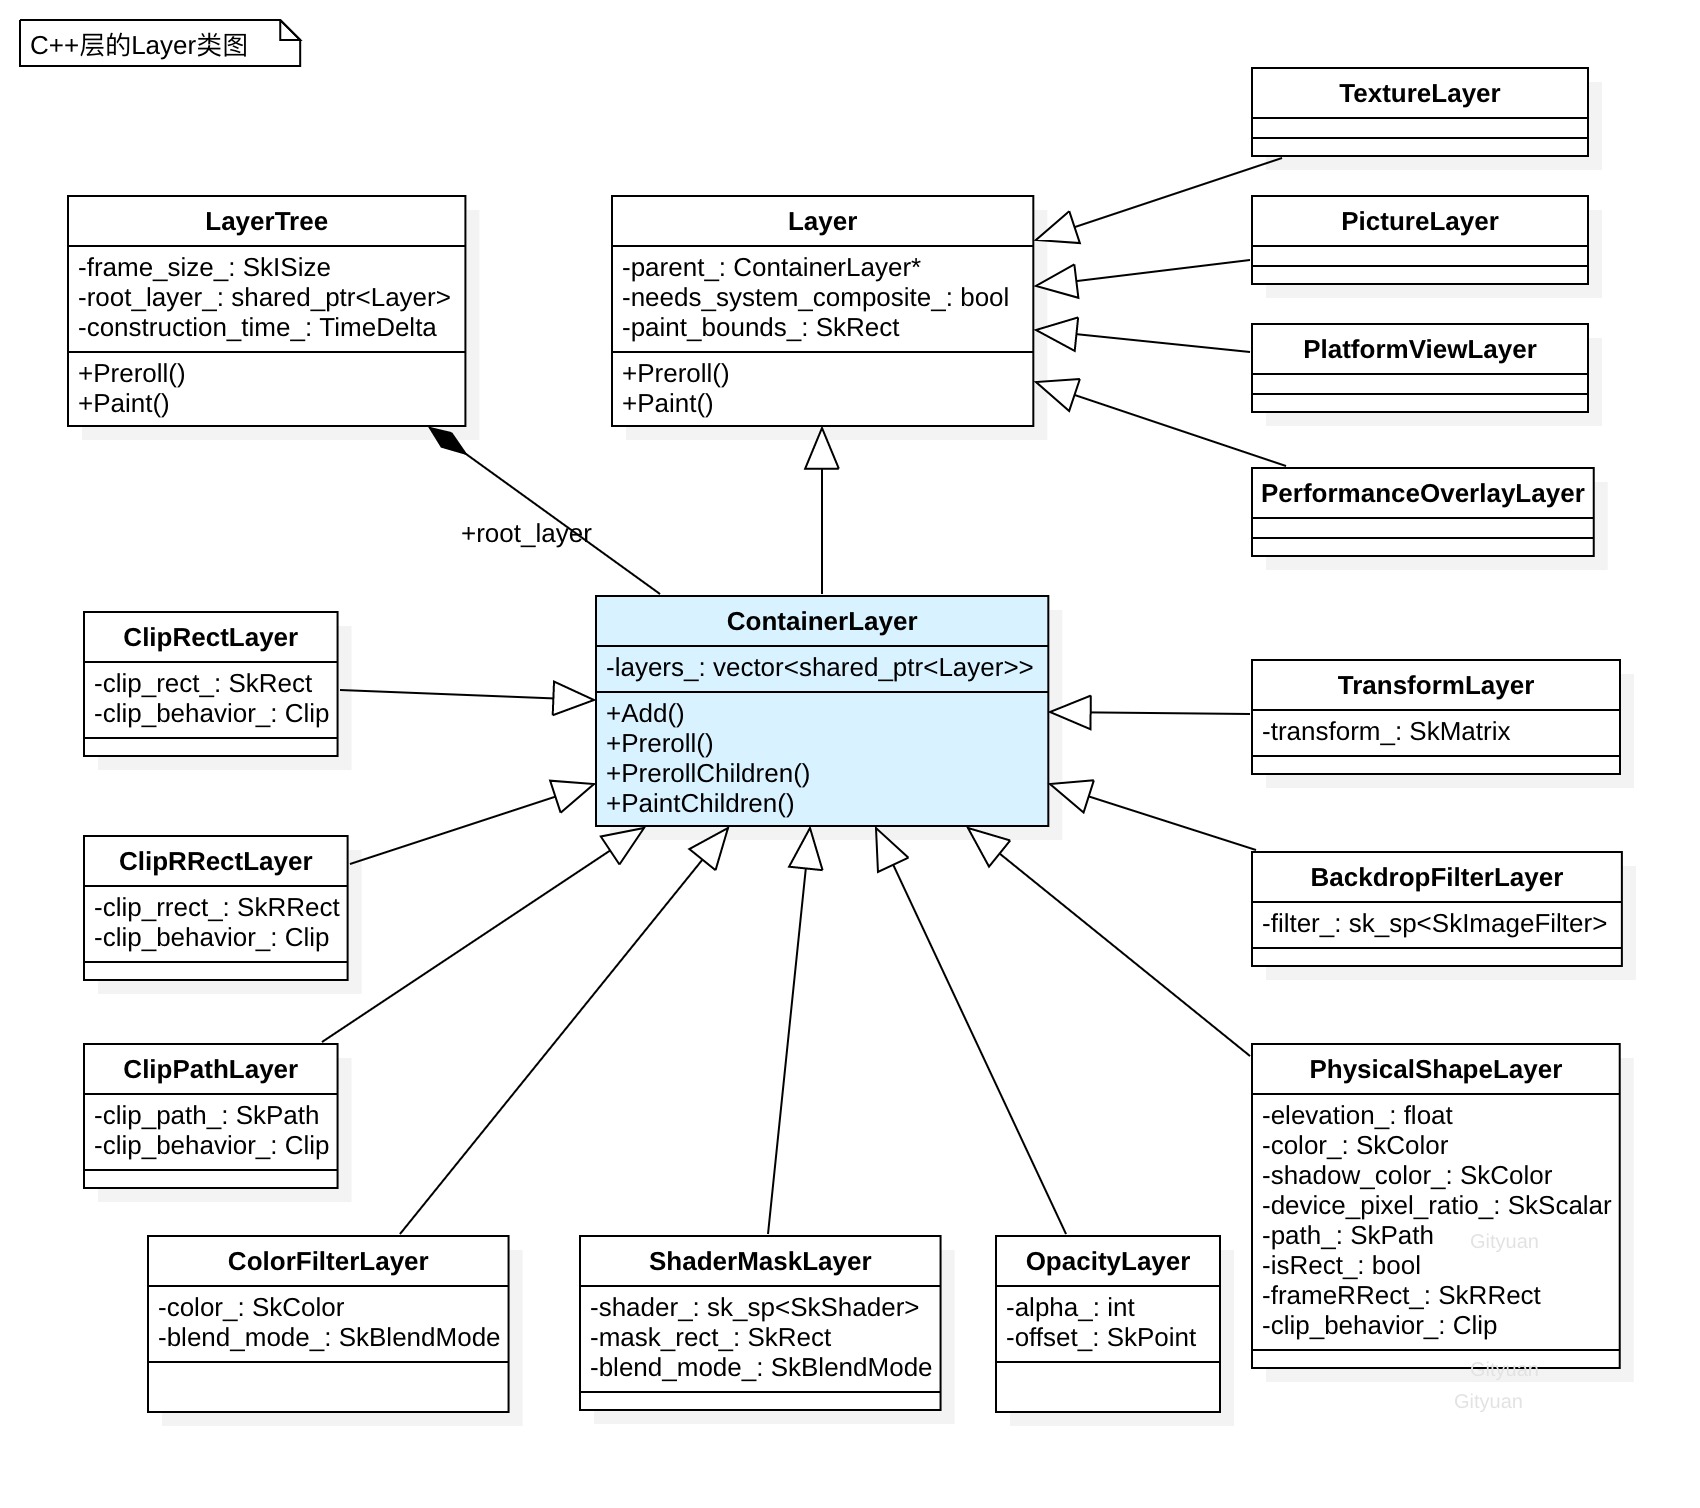 C++层的Layer类图
TextureLayer
LayerTree
-frame_size_: SkISize
-root_layer_: shared_ptr<Layer>
-construction_time_: TimeDelta
+Preroll()
+Paint()
Layer
-parent_: ContainerLayer*
-needs_system_composite_: bool
-paint_bounds_: SkRect
+Preroll()
+Paint()
PictureLayer
PlatformViewLayer
PerformanceOverlayLayer
+root_layer
ContainerLayer
-layers_: vector<shared_ptr<Layer>>
+Add()
+Preroll()
+PrerollChildren()
+PaintChildren()
ClipRectLayer
-clip_rect_: SkRect
-clip_behavior_: Clip
TransformLayer
-transform_: SkMatrix
ClipRRectLayer
-clip_rrect_: SkRRect
-clip_behavior_: Clip
BackdropFilterLayer
-filter_: sk_sp<SkImageFilter>
ClipPathLayer
-clip_path_: SkPath
-clip_behavior_: Clip
PhysicalShapeLayer
-elevation_: float
-color_: SkColor
-shadow_color_: SkColor
-device_pixel_ratio_: SkScalar
-path_: SkPath
-isRect_: bool
-frameRRect_: SkRRect
-clip_behavior_: Clip
ColorFilterLayer
-color_: SkColor
-blend_mode_: SkBlendMode
ShaderMaskLayer
-shader_: sk_sp<SkShader>
-mask_rect_: SkRect
-blend_mode_: SkBlendMode
OpacityLayer
-alpha_: int
-offset_: SkPoint
Gityuan
Gityuan
Gityuan